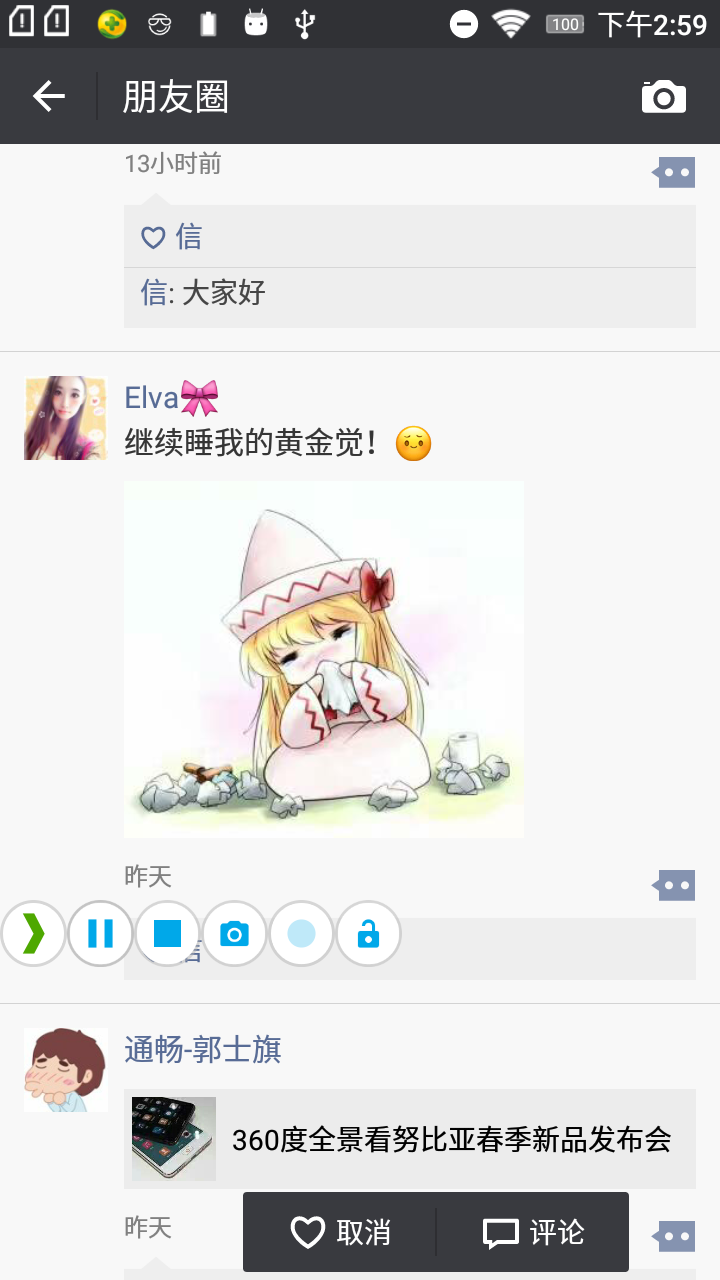 100 下午2:59
朋友圈
13小时前
信
信: 大家好
Elva
继续睡我的黄金觉！
昨天
通畅-郭士旗
360度全景看努比亚春季新品发布会
昨天
取消 评论